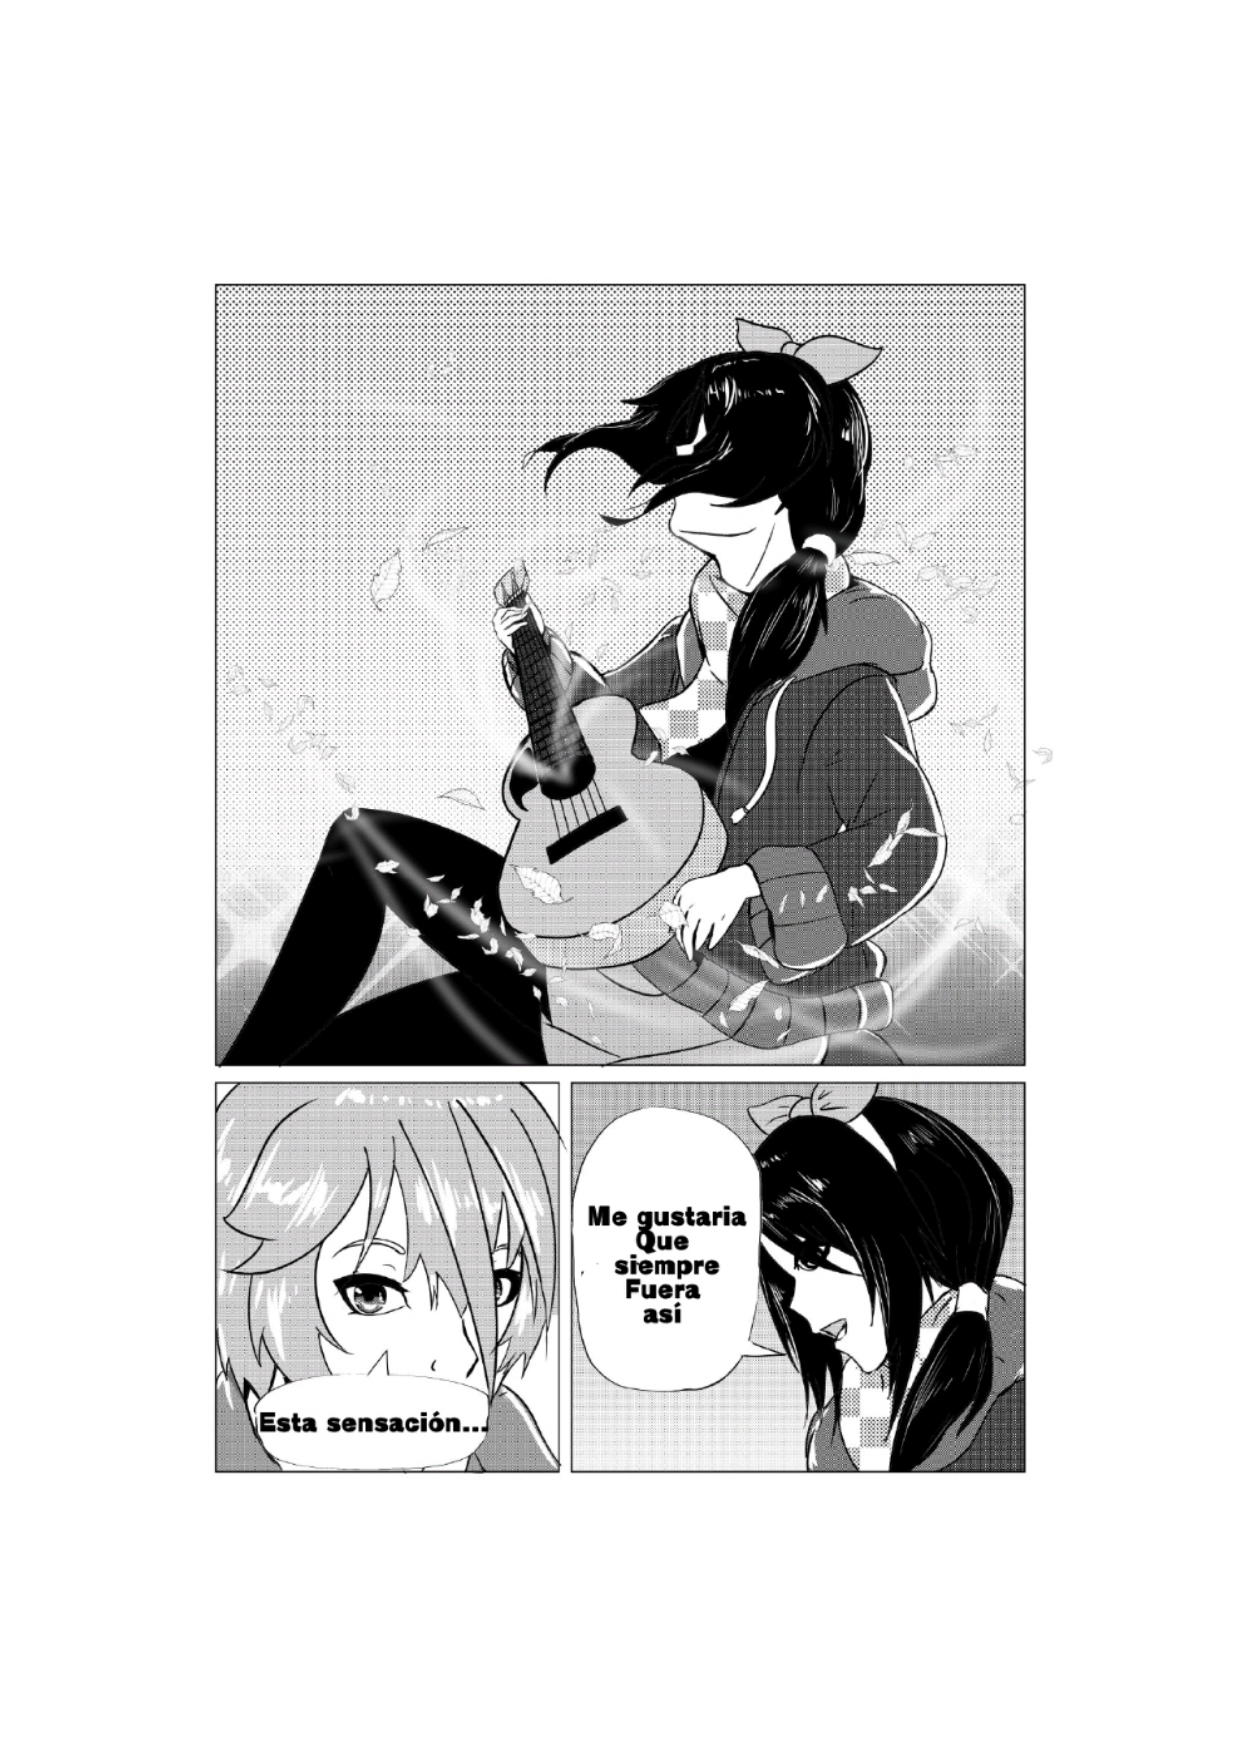 Esta sensación...
Me gustaria
Que
siempre
Fuera
así